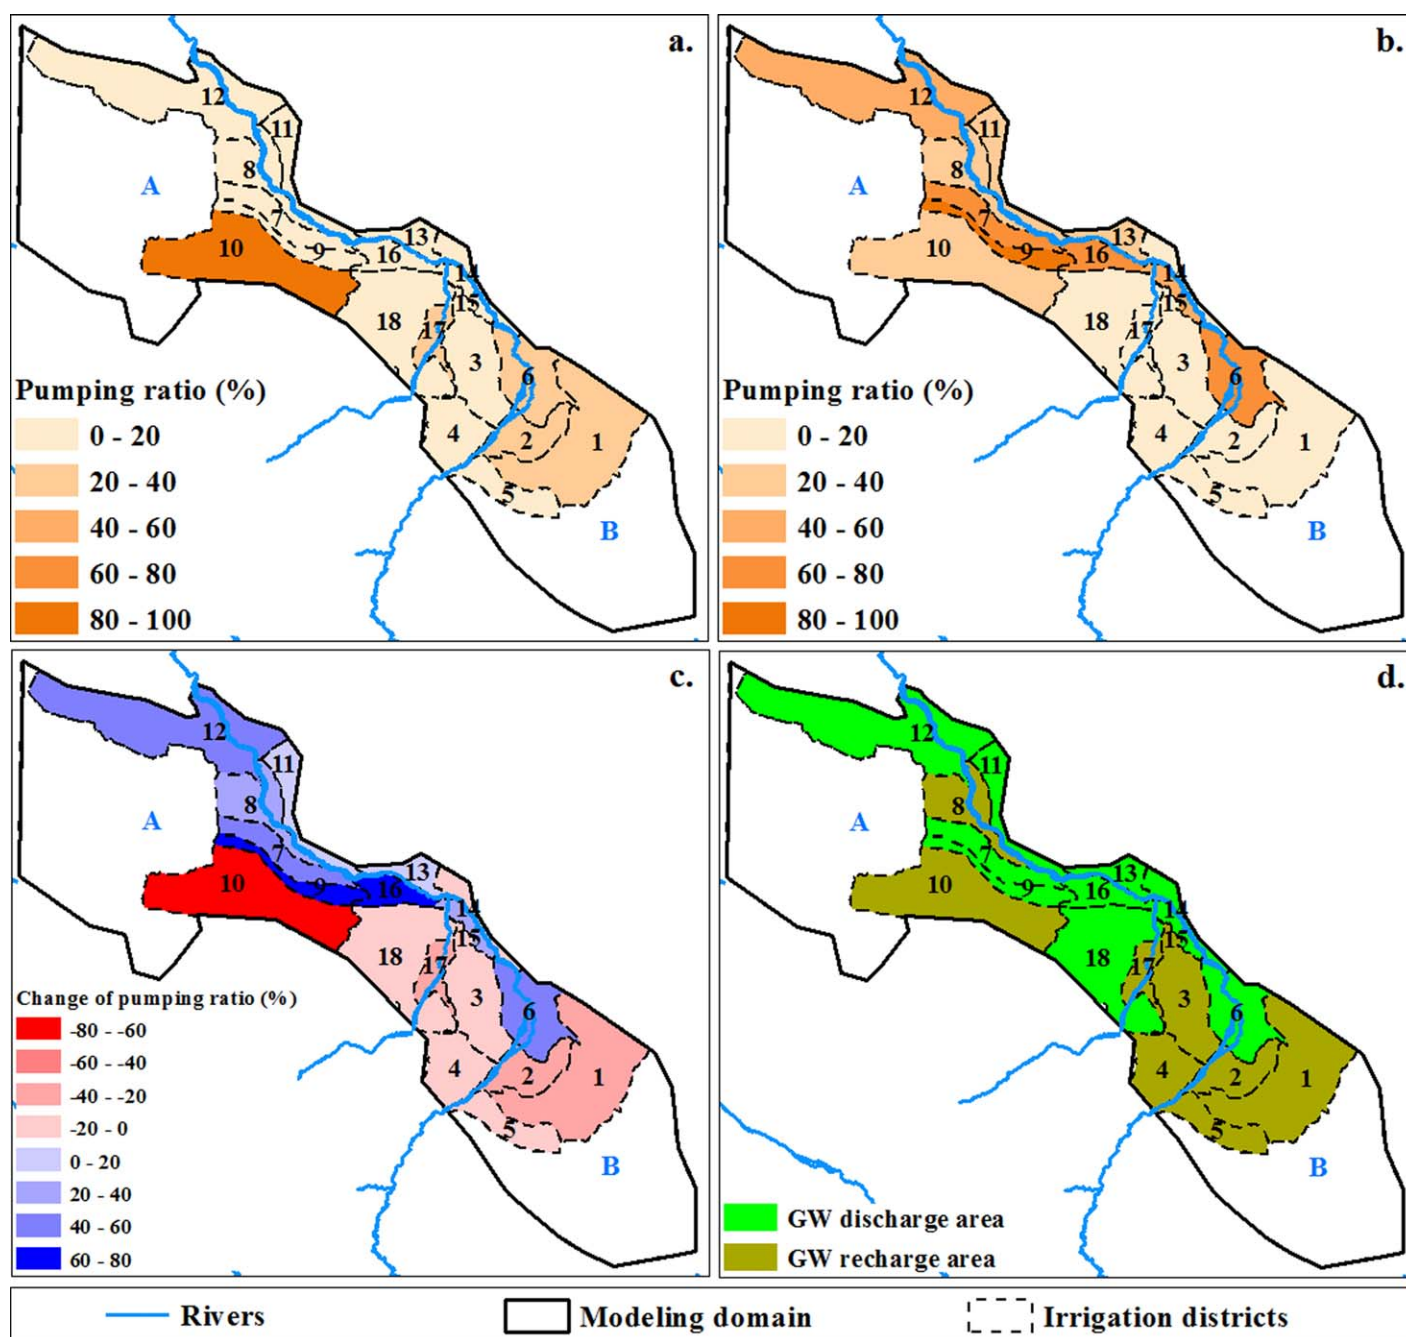 a.
12
11
A
8
7
13
10
9
16
14
15
18
17
3
6
4
2
1
5
B
Pumping ratio (%)
0 - 20
20 - 40
40 - 60
60 - 80
80 - 100
b.
12
11
A
8
7
13
10
9
16
14
15
18
17
3
6
4
2
1
5
B
Pumping ratio (%)
0 - 20
20 - 40
40 - 60
60 - 80
80 - 100
c.
12
11
A
8
7
13
10
9
16
14
15
18
17
3
6
4
2
1
5
B
Change of pumping ratio (%)
-80 - -60
-60 - -40
-40 - -20
-20 - 0
0 - 20
20 - 40
40 - 60
60 - 80
d.
12
11
A
8
7
13
10
9
16
14
15
18
17
3
6
4
2
1
5
B
GW discharge area
GW recharge area
Rivers
Modeling domain
Irrigation districts